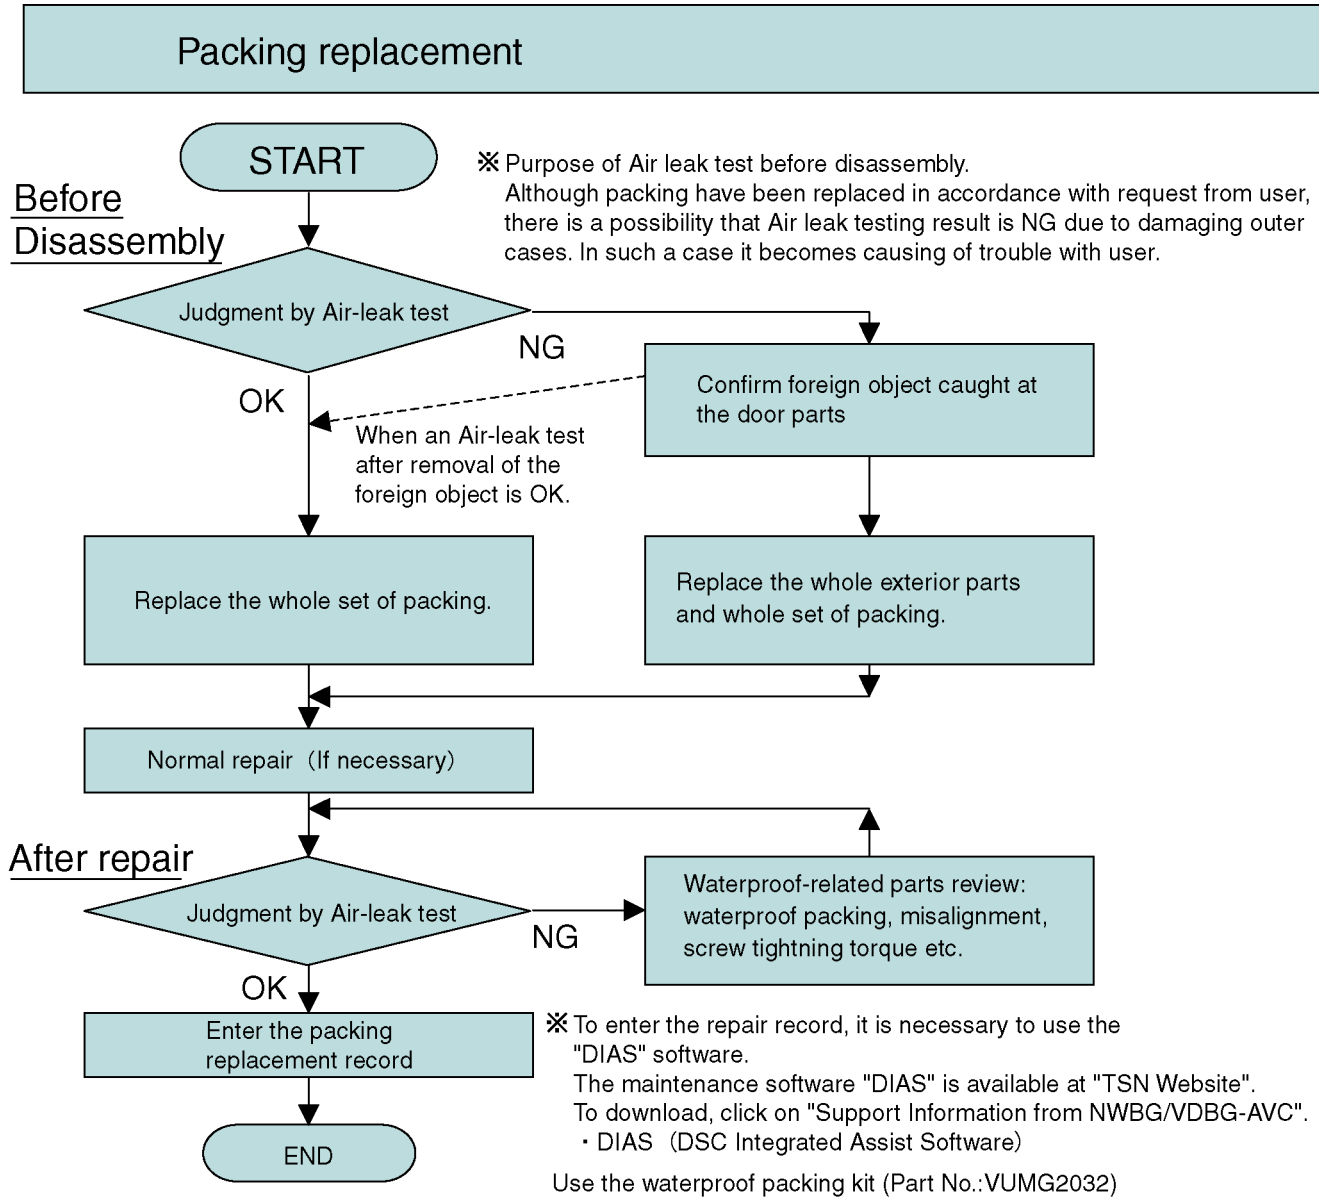 Packing replacement
START
※ Purpose of Air leak test before disassembly.
Although packing have been replaced in accordance with request from user,
there is a possibility that Air leak testing result is NG due to damaging outer
cases. In such a case it becomes causing of trouble with user.
Before
Disassembly
Judgment by Air-leak test
NG
OK
Confirm foreign object caught at
the door parts
When an Air-leak test
after removal of the
foreign object is OK.
Replace the whole set of packing.
Replace the whole exterior parts
and whole set of packing.
Normal repair（If necessary）
After repair
Judgment by Air-leak test
NG
OK
Waterproof-related parts review:
waterproof packing, misalignment,
screw tightning torque etc.
Enter the packing
replacement record
END
※ To enter the repair record, it is necessary to use the
"DIAS" software.
The maintenance software "DIAS" is available at "TSN Website".
To download, click on "Support Information from NWBG/VDBG-AVC".
・DIAS（DSC Integrated Assist Software）
Use the waterproof packing kit (Part No.:VUMG2032)